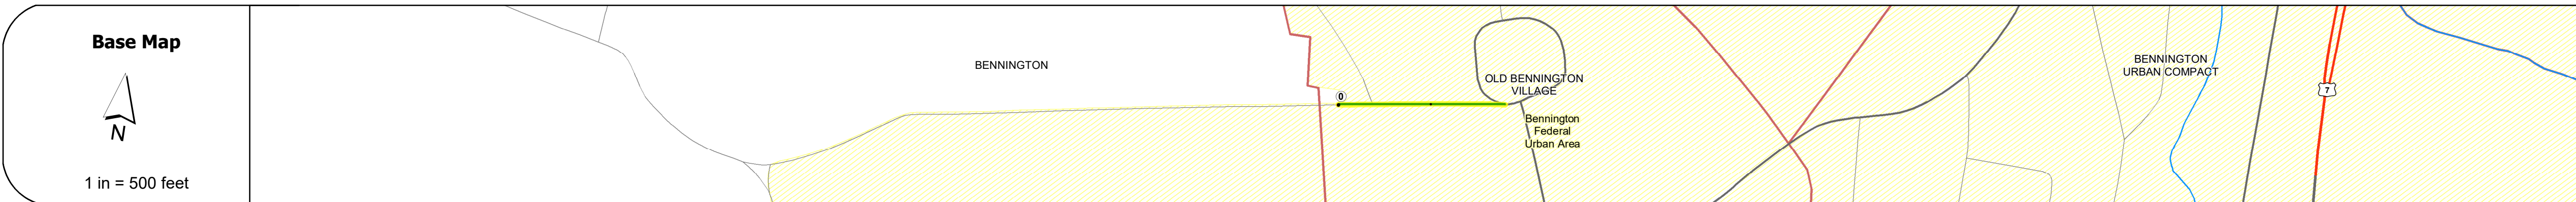 Base Map
N
1 in = 500 feet
BENNINGTON
0
OLD BENNINGTON
VILLAGE
Bennington
Federal
Urban Area
BENNINGTON
URBAN COMPACT
7